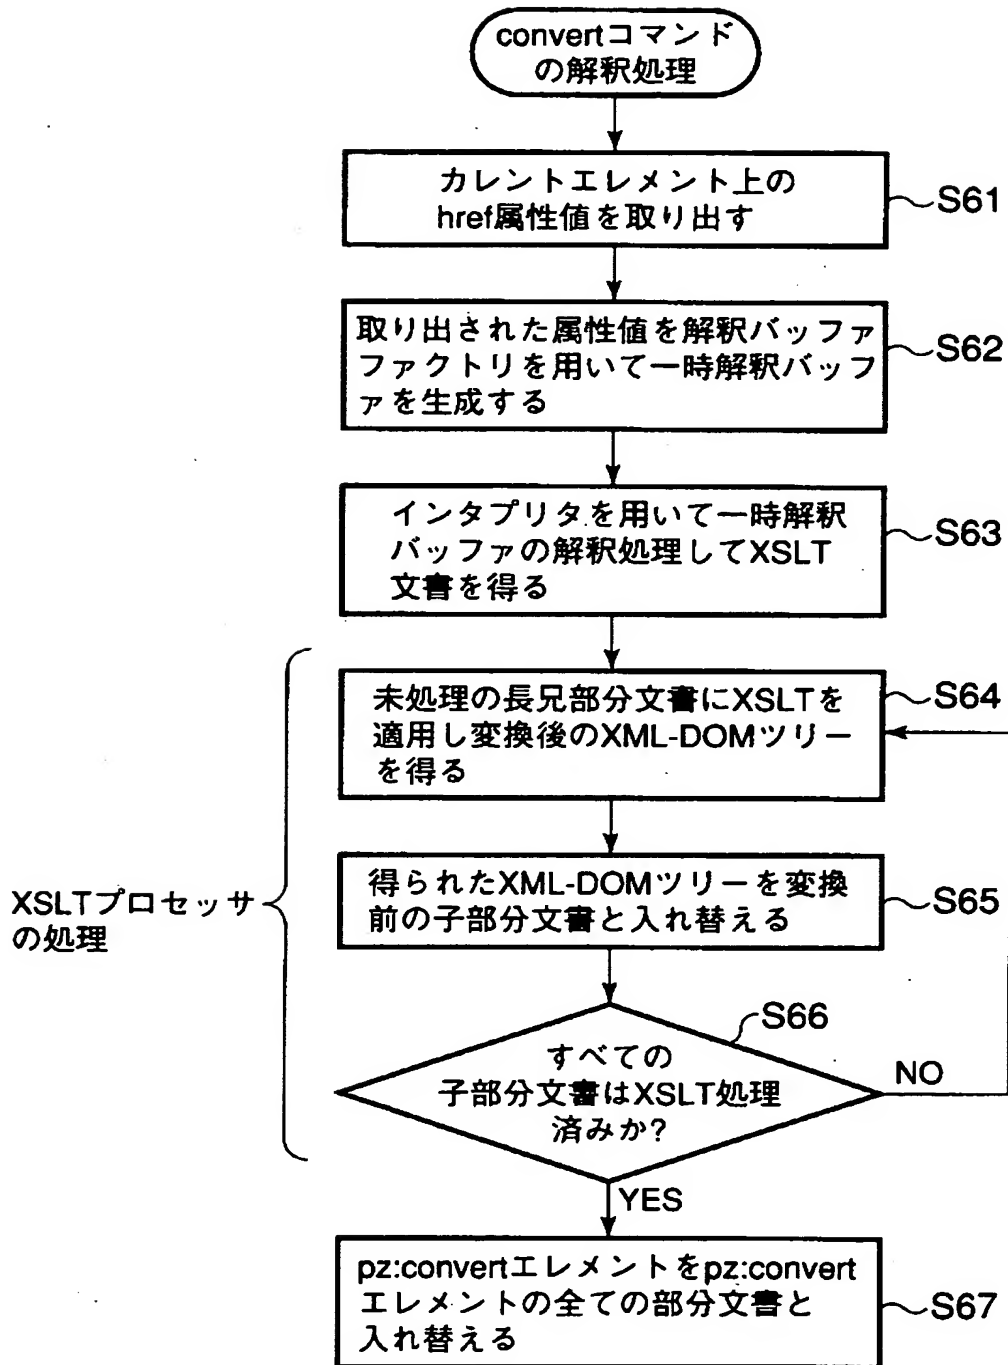 convertコマンド
の解釈処理
カレントエレメント上の
href属性値を取り出す
S61
取り出された属性値を解釈バッファ
ファクトリを用いて一時解釈バッフ
ァを生成する
S62
インタプリタを用いて一時解釈
バッファの解釈処理してXSLT
文書を得る
S63
未処理の長兄部分文書にXSLTを
適用し変換後のXML-DOMツリー
を得る
S64
得られたXML-DOMツリーを変換
前の子部分文書と入れ替える
S65
XSLTプロセッサ
の処理
S66
すべての
子部分文書はXSLT処理
済みか?
NO
YES
pz:convertエレメントをpz:convert
エレメントの全ての部分文書と
入れ替える
S67